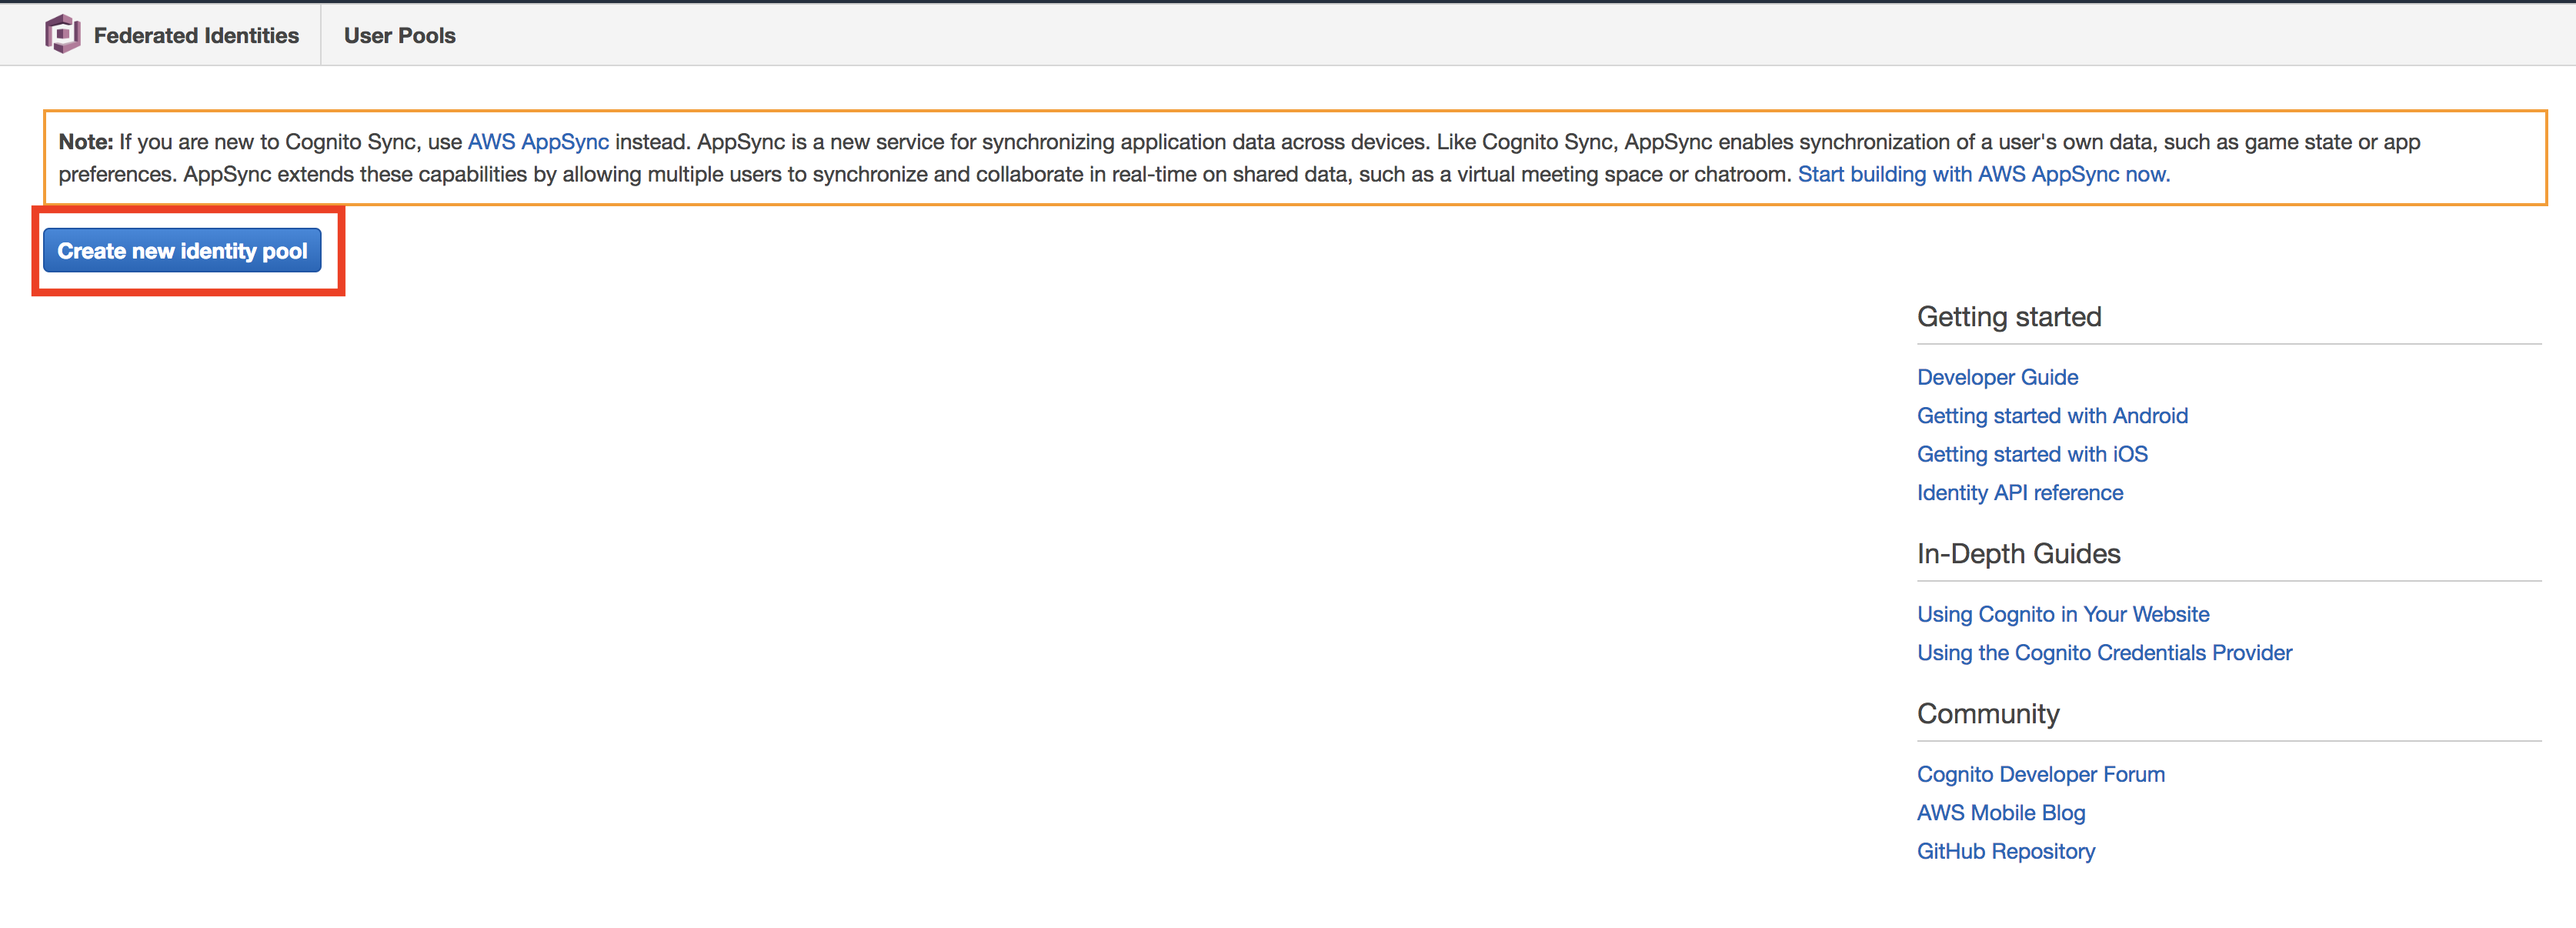 Federated Identities
User Pools
Note: If you are new to Cognito Sync, use AWS AppSync instead. AppSync is a new service for synchronizing application data across devices. Like Cognito Sync, AppSync enables synchronization of a user's own data, such as game state or app
preferences. AppSync extends these capabilities by allowing multiple users to synchronize and collaborate in real-time on shared data, such as a virtual meeting space or chatroom. Start building with AWS AppSync now.
Create new identity pool
Getting started
Developer Guide
Getting started with Android
Getting started with iOS
Identity API reference
In-Depth Guides
Using Cognito in Your Website
Using the Cognito Credentials Provider
Community
Cognito Developer Forum
AWS Mobile Blog
GitHub Repository